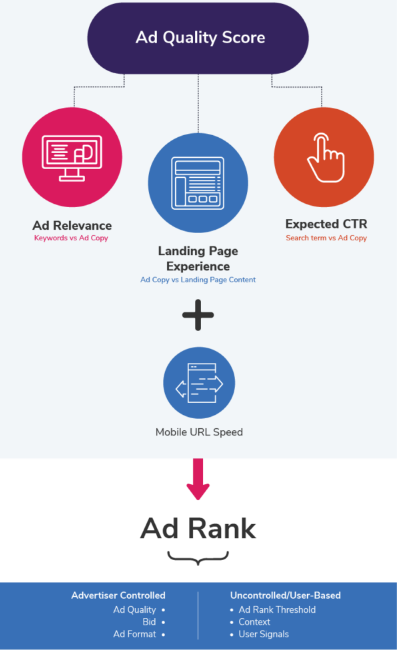 Ad Quality Score
Ad Relevance
Keywords vs Ad Copy
Landing Page
Experience
Ad Copy vs Landing Page Content
Expected CTR
Search term vs Ad Copy
Mobile URL Speed
Ad Rank
Advertiser Controlled
Ad Quality •
Bid •
Ad Format •
Uncontrolled/User-Based
• Ad Rank Threshold
• Context
• User Signals